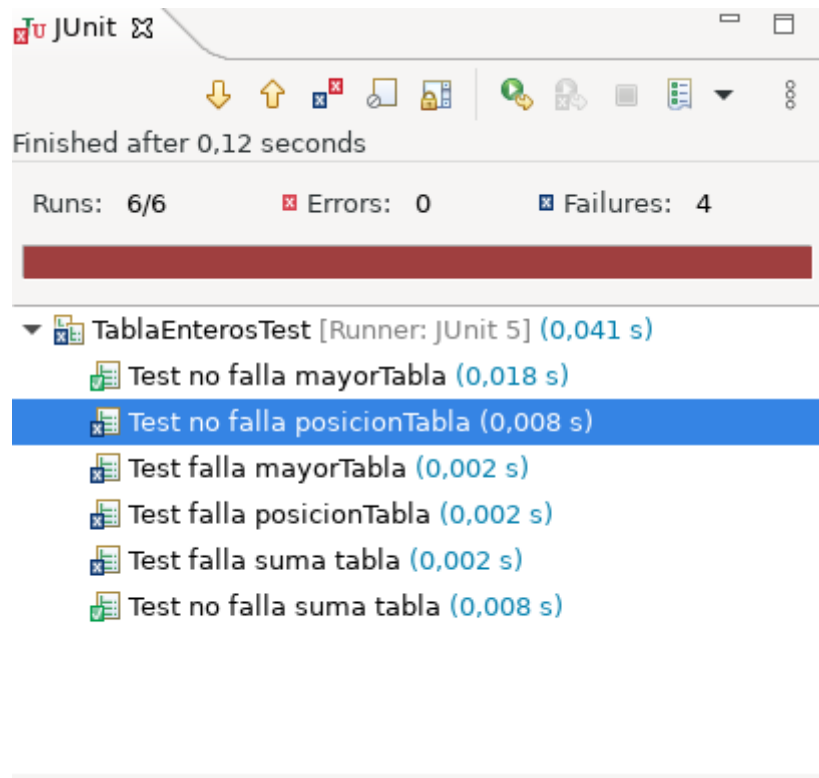 JUnit
Finished after 0,12 seconds
Runs: 6/6 Errors: 0 Failures: 4
TablaEnterosTest [Runner: JUnit 5] (0,041 s)
Test no falla mayorTabla (0,018 s)
Test no falla posicionTabla (0,008 s)
Test falla mayorTabla (0,002 s)
Test falla posicionTabla (0,002 s)
Test falla suma tabla (0,002 s)
Test no falla suma tabla (0,008 s)